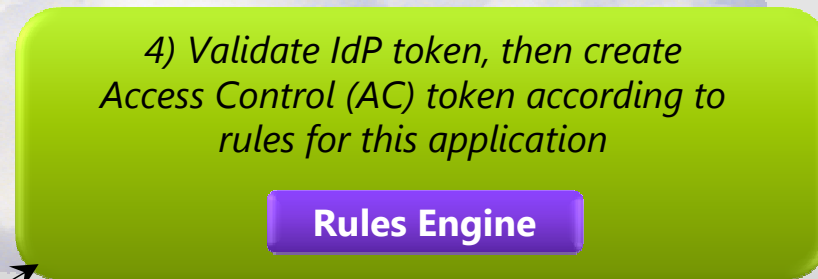 4) Validate IdP token, then create
Access Control (AC) token according to
rules for this application
Rules Engine